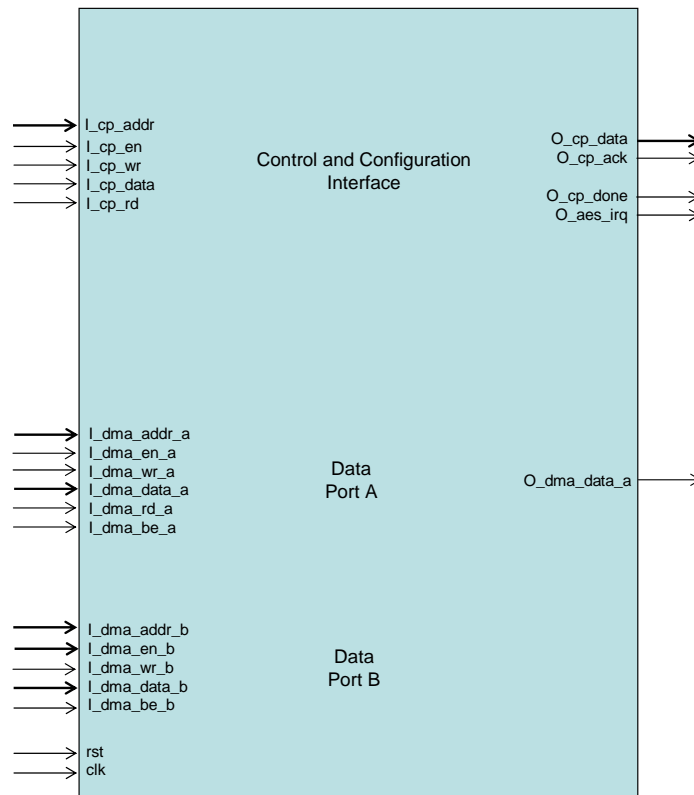 I_cp_addr
I_cp_en
I_cp_wr
I_cp_data
I_cp_rd
Control and Configuration
Interface
O_cp_data
O_cp_ack
O_cp_done
O_aes_irq
I_dma_addr_a
I_dma_en_a
I_dma_wr_a
I_dma_data_a
I_dma_rd_a
I_dma_be_a
Data
Port A
O_dma_data_a
I_dma_addr_b
I_dma_en_b
I_dma_wr_b
I_dma_data_b
I_dma_be_b
Data
Port B
rst
clk